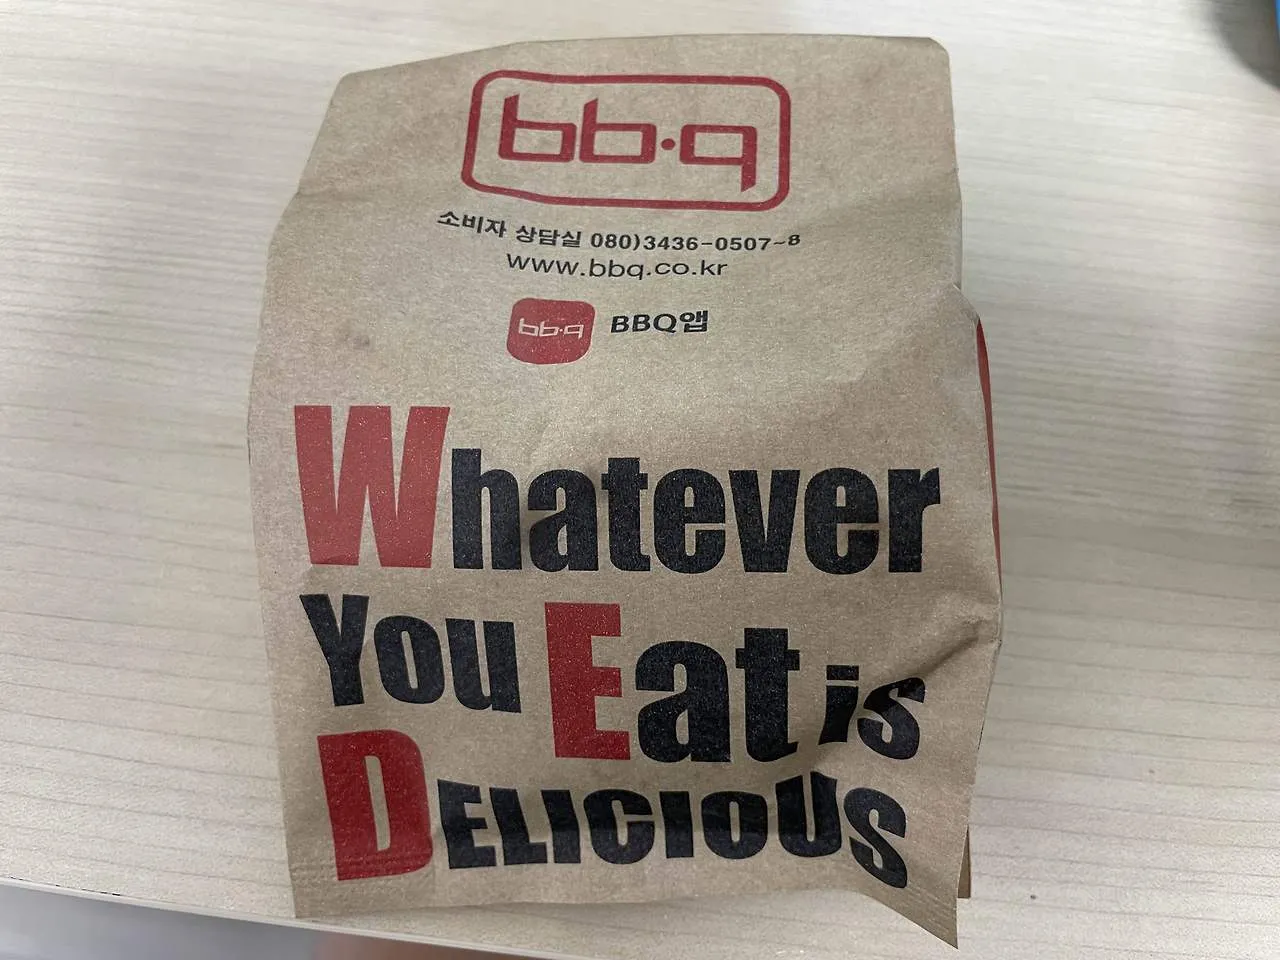 bb.q
소비자 상담실 080)3436-0507~8
www.bbq.co.kr
bb.q BBQ앱
Whatever
You Eat is
DELICIOUS